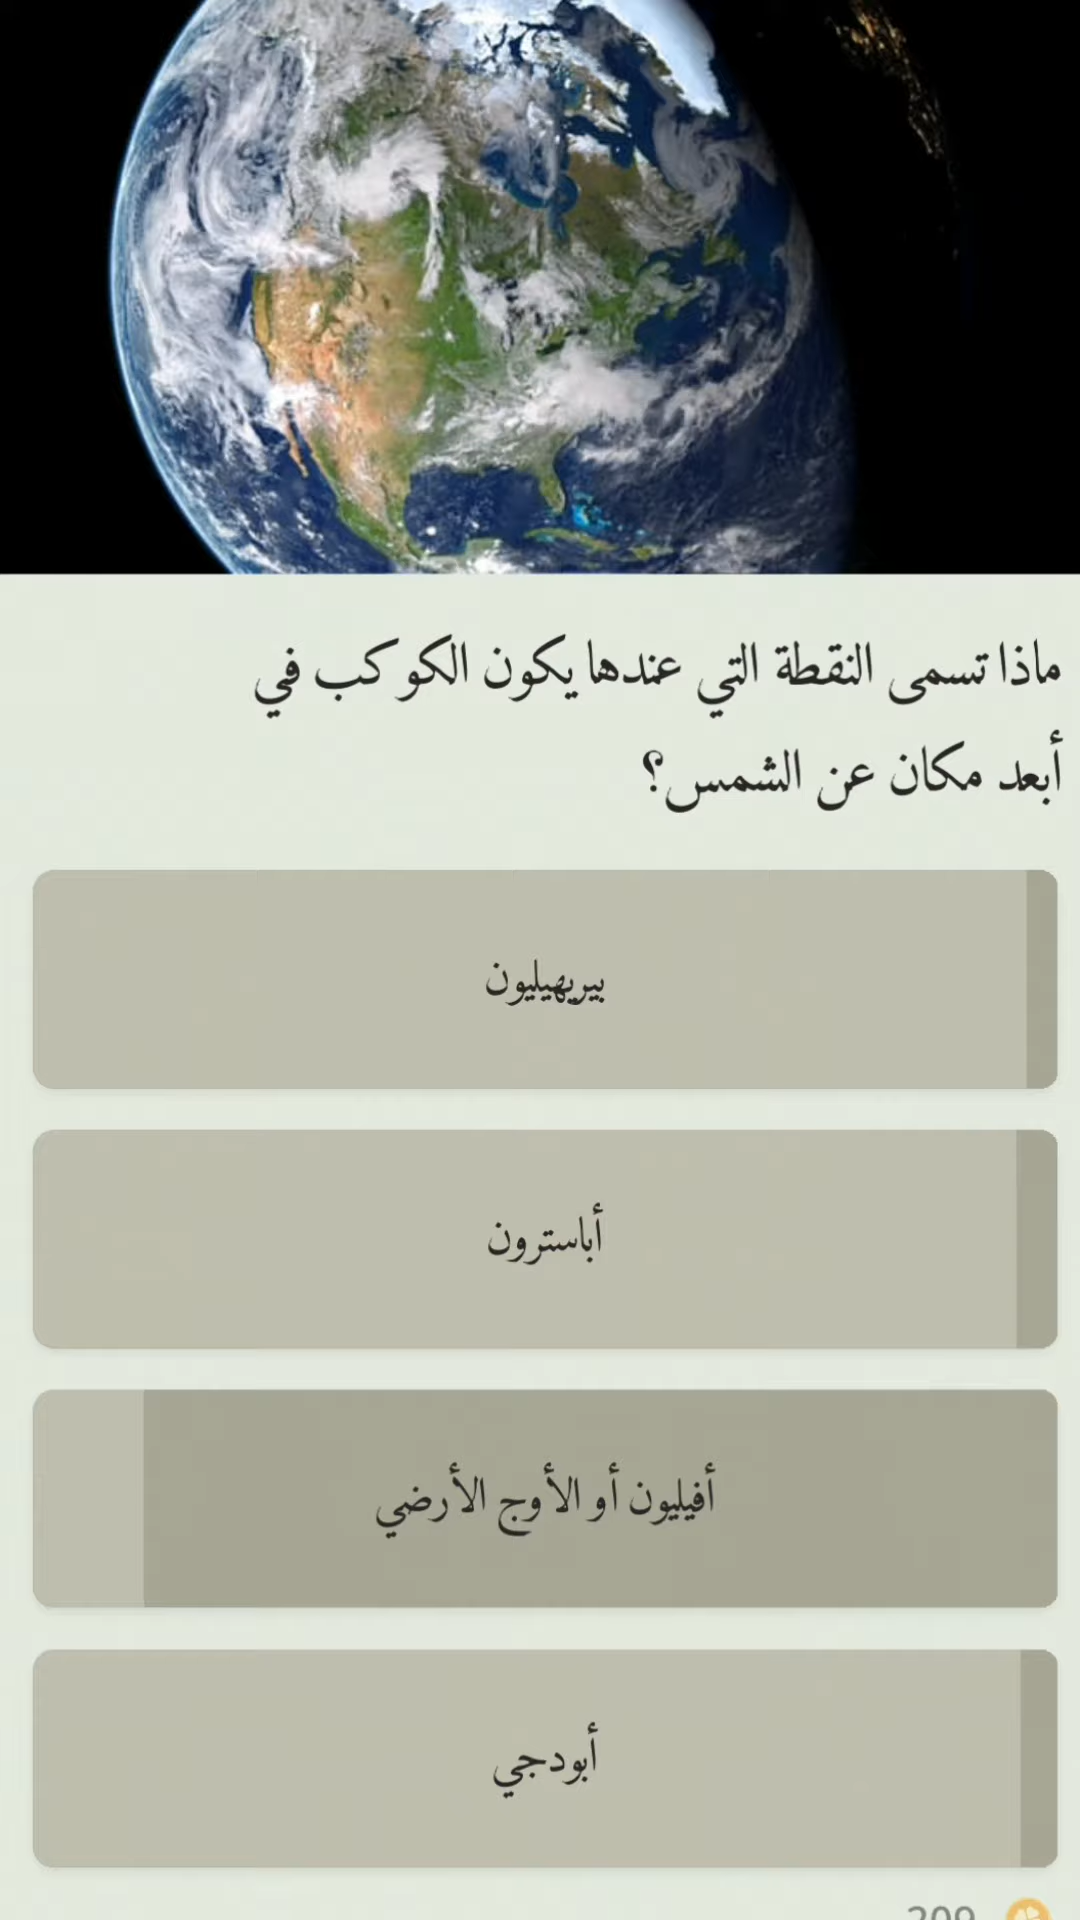 ماذا تسمى النقطة التي عندها يكون الكوكب في
أبعد مكان عن الشمس؟
بيريهيليون
أباسترون
أفيليون أو الأوج الأرضي
أبودجي